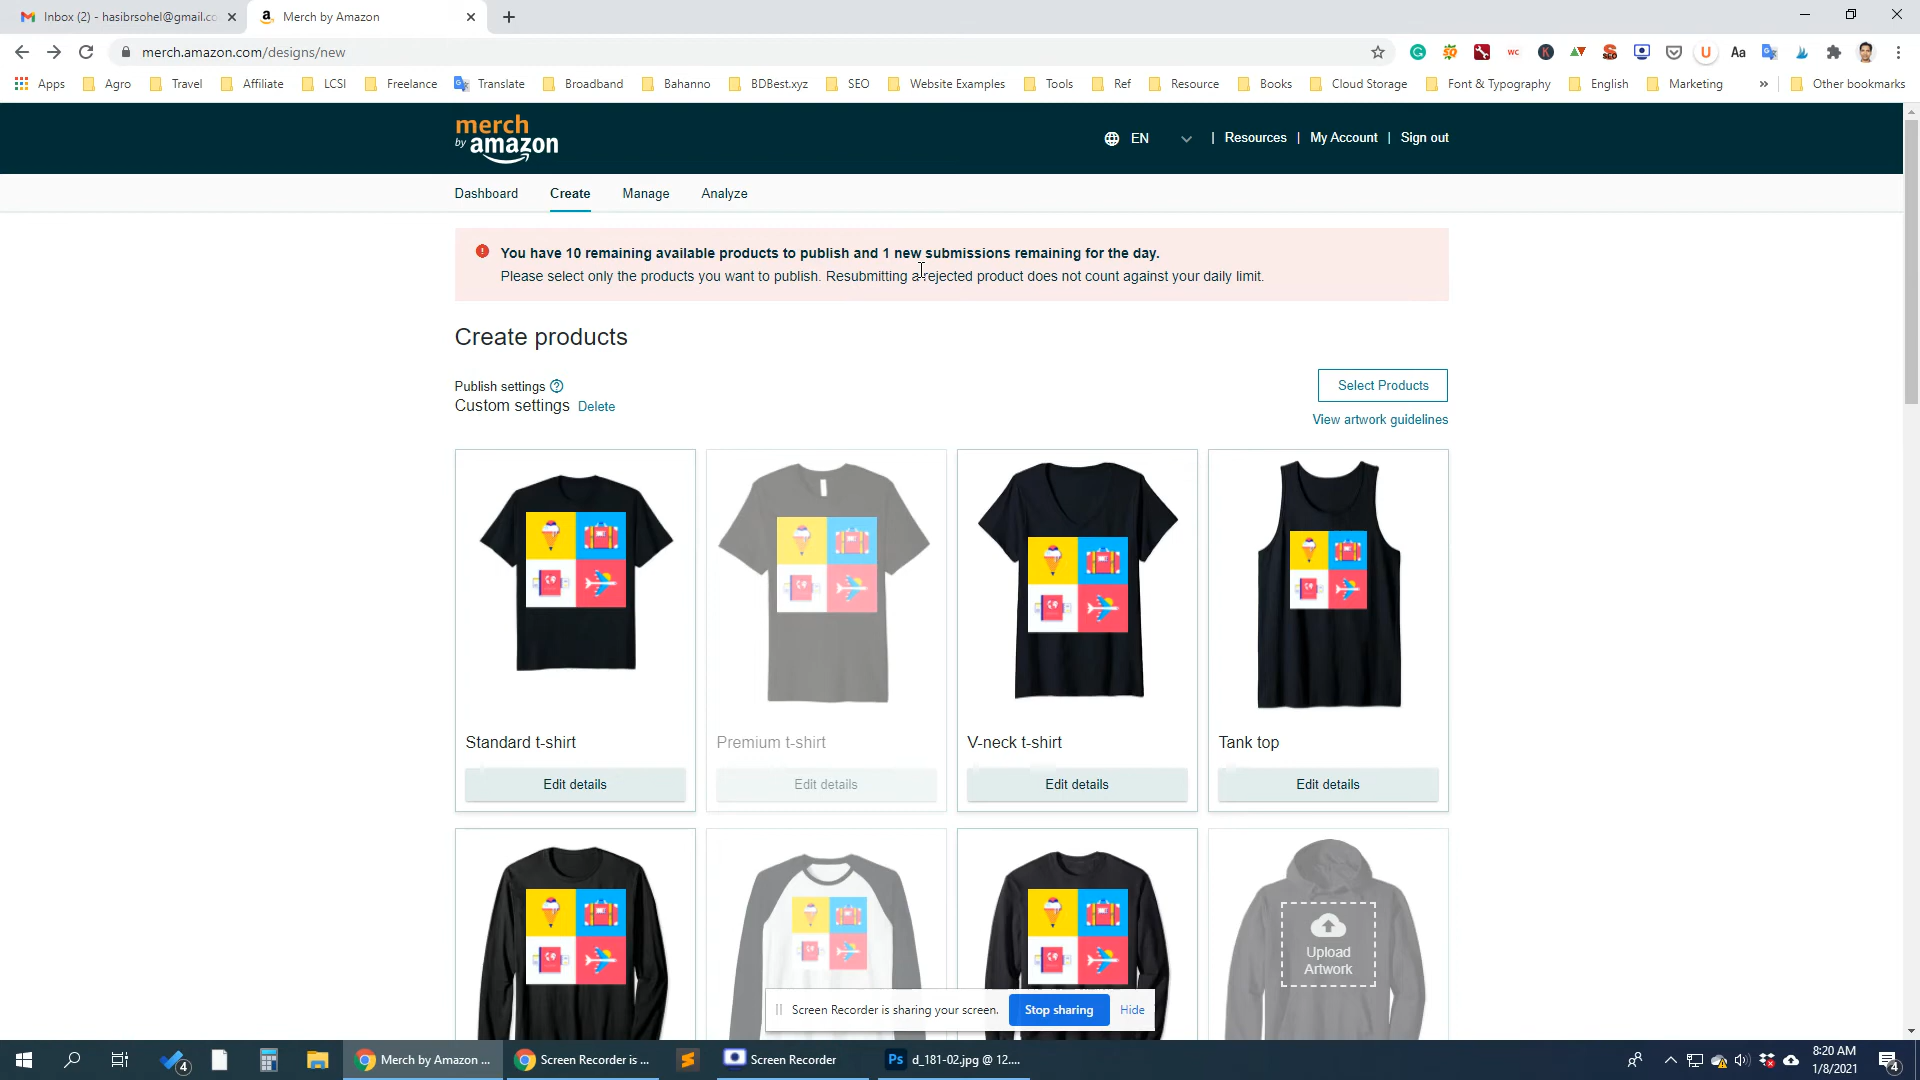 Inbox (2) - hasibrsohel@gmail.co
Merch by Amazon
merch.amazon.com/designs/new
Apps
Agro
Travel
Affiliate
LCSI
Freelance
Translate
Broadband
Bahanno
BDBest.xyz
SEO
Website Examples
Tools
Ref
Resource
Books
Cloud Storage
Font & Typography
English
Marketing
»
Other bookmarks
merch
by amazon
EN
| Resources | My Account | Sign out
Dashboard
Create
Manage
Analyze
You have 10 remaining available products to publish and 1 new submissions remaining for the day.
Please select only the products you want to publish. Resubmitting a rejected product does not count against your daily limit.
Create products
Publish settings
Custom settings Delete
Select Products
View artwork guidelines
Standard t-shirt
Edit details
Premium t-shirt
Edit details
V-neck t-shirt
Edit details
Tank top
Edit details
Upload
Artwork
Screen Recorder is sharing your screen.
Stop sharing
Hide
4
Merch by Amazon ...
Screen Recorder is ...
Screen Recorder
Ps
d_181-02.jpg @ 12....
8:20 AM
1/8/2021
4